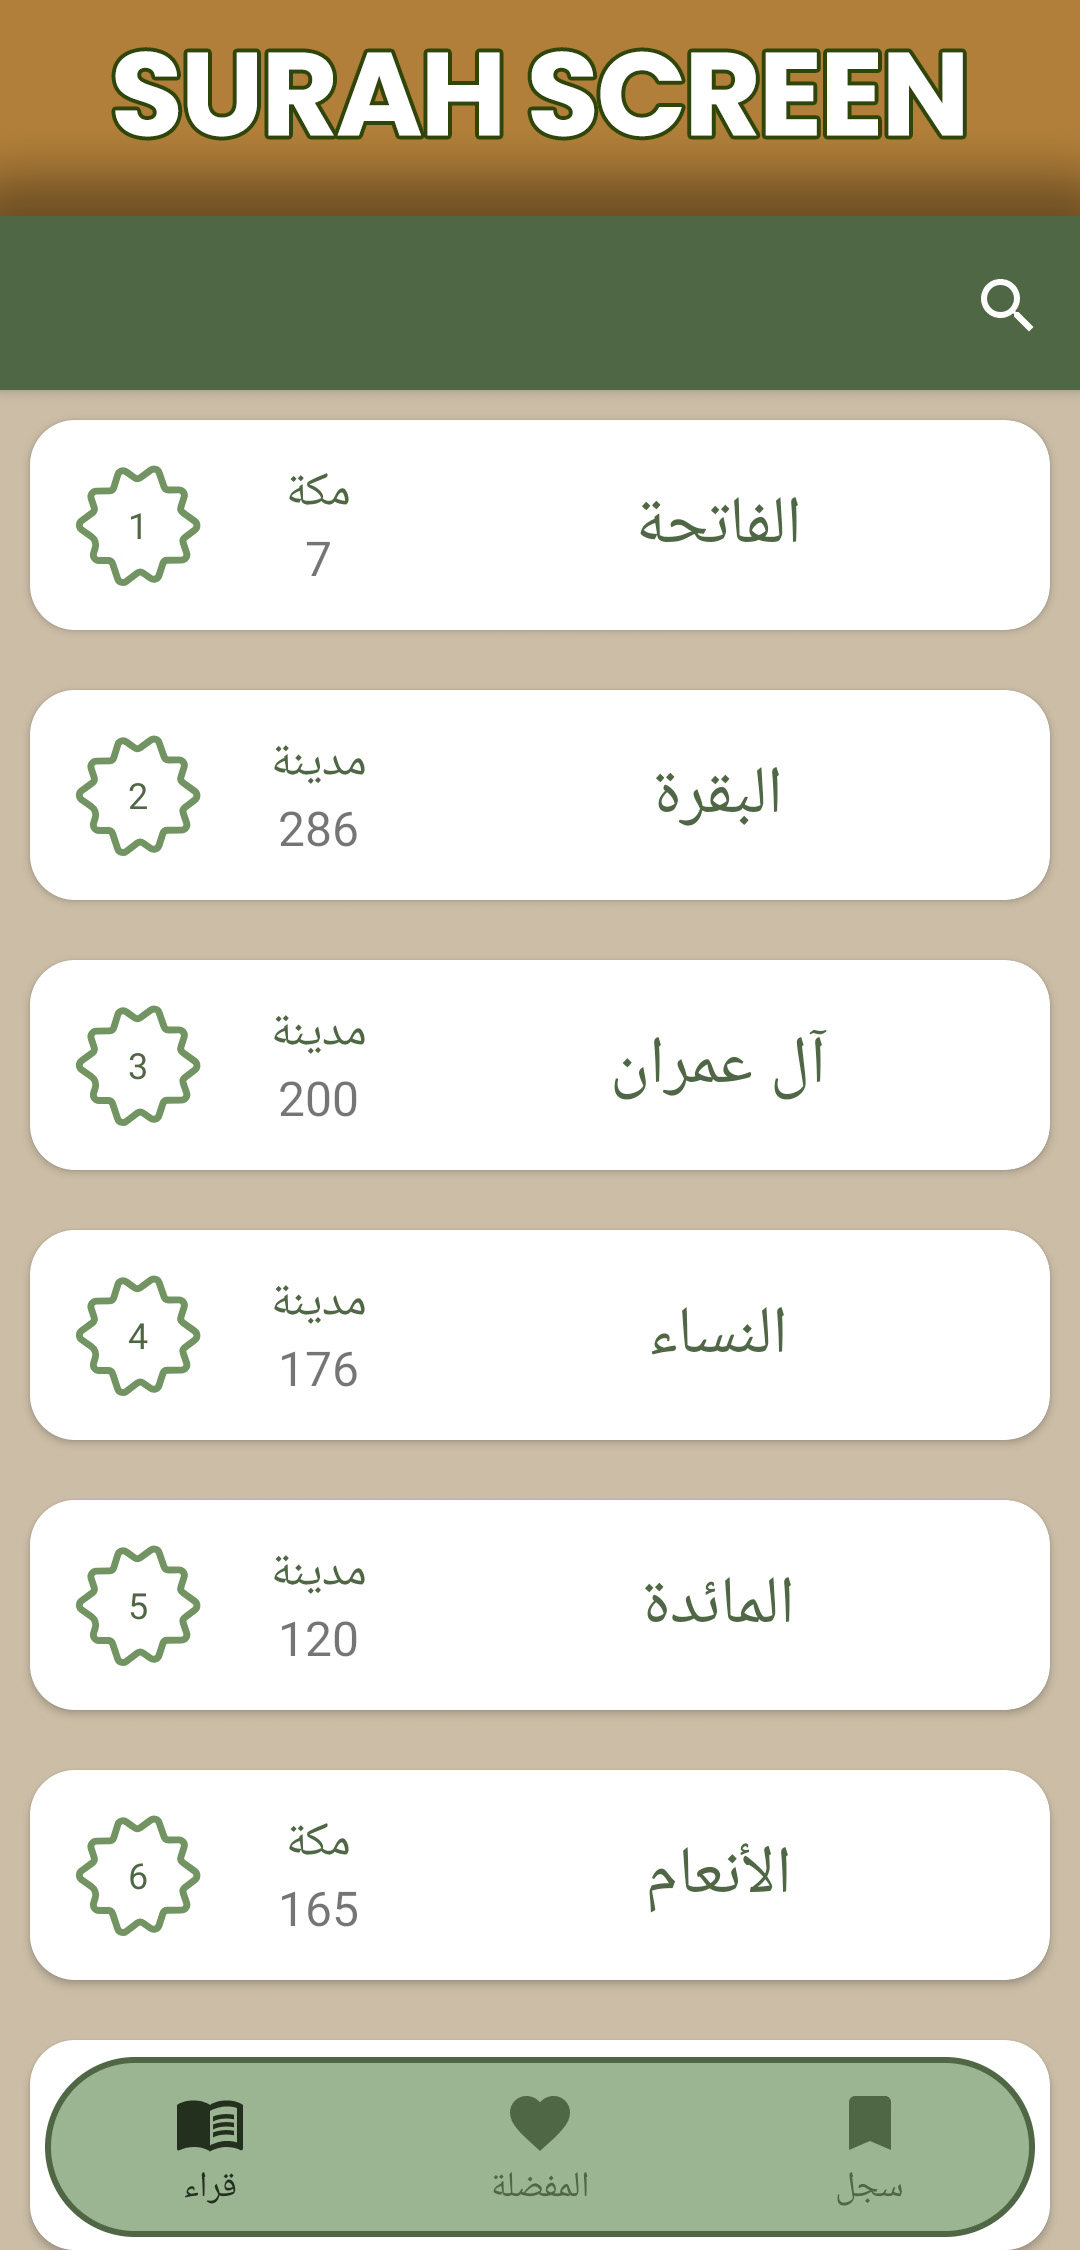 SURAH SCREEN
الفاتحة
مكة
7
1
البقرة
مدينة
286
2
آل عمران
مدينة
200
3
النساء
مدينة
176
4
المائدة
مدينة
120
5
الأنعام
مكة
165
6
سجل
المفضلة
قراء